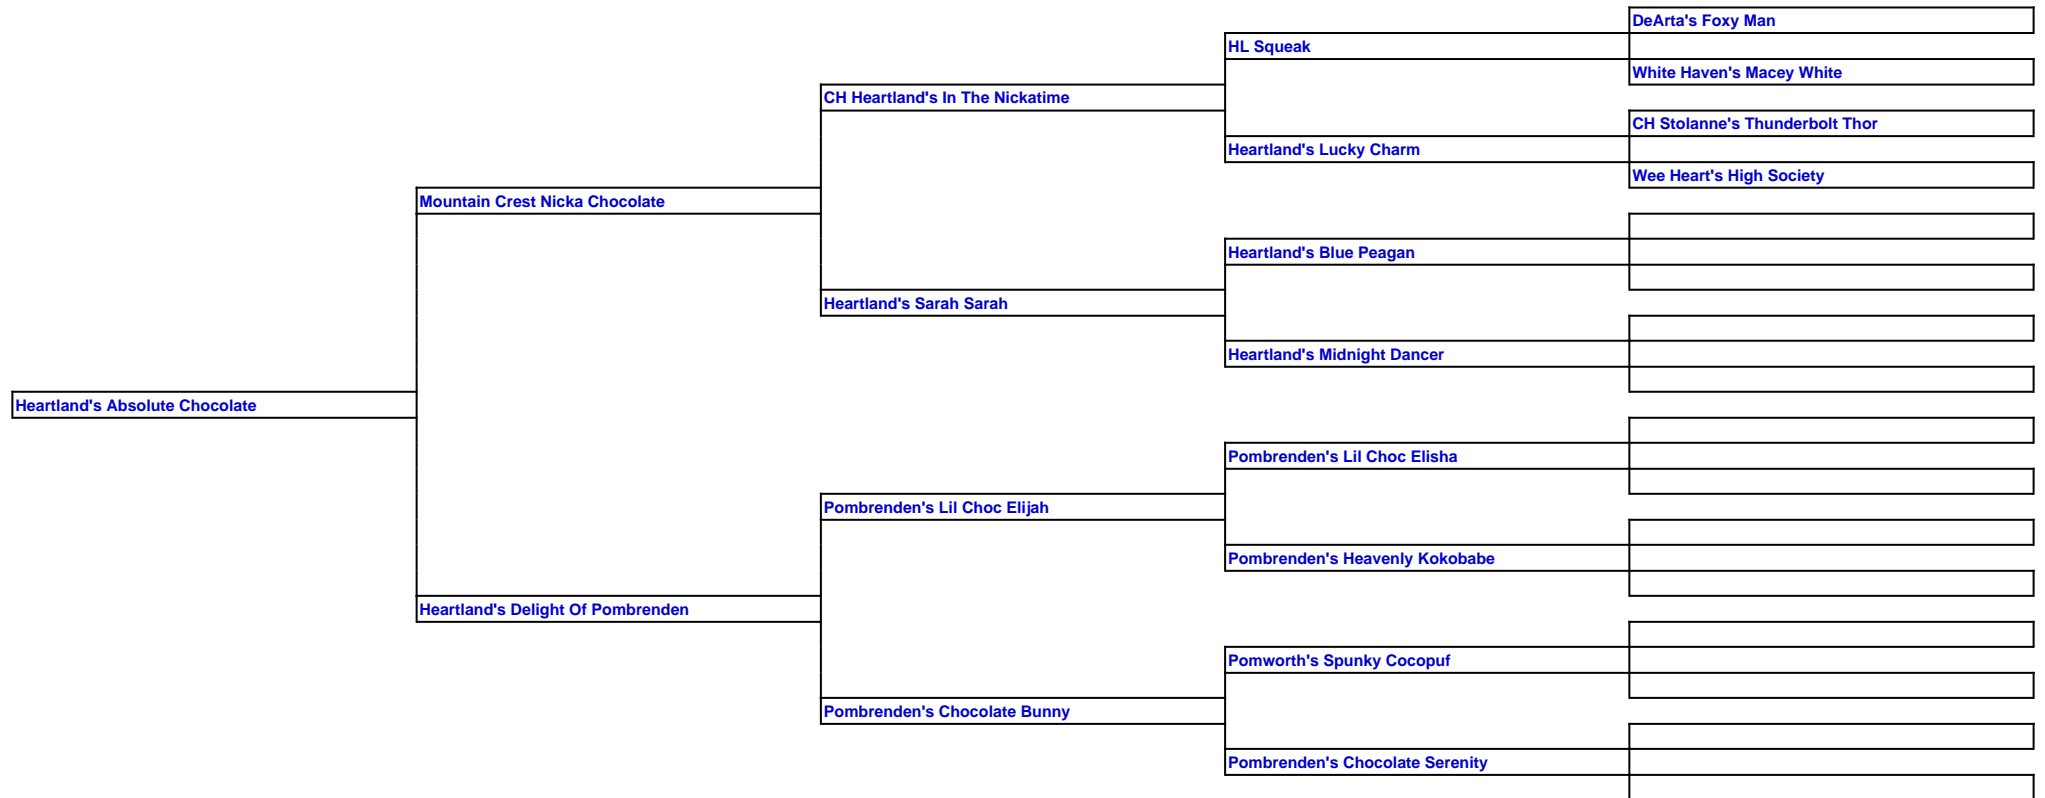 DeArta's Foxy Man
HL Squeak
White Haven's Macey White
CH Heartland's In The Nickatime
CH Stolanne's Thunderbolt Thor
Heartland's Lucky Charm
Wee Heart's High Society
Mountain Crest Nicka Chocolate
Heartland's Blue Peagan
Heartland's Sarah Sarah
Heartland's Midnight Dancer
Heartland's Absolute Chocolate
Pombrenden's Lil Choc Elisha
Pombrenden's Lil Choc Elijah
Pombrenden's Heavenly Kokobabe
Heartland's Delight Of Pombrenden
Pomworth's Spunky Cocopuf
Pombrenden's Chocolate Bunny
Pombrenden's Chocolate Serenity